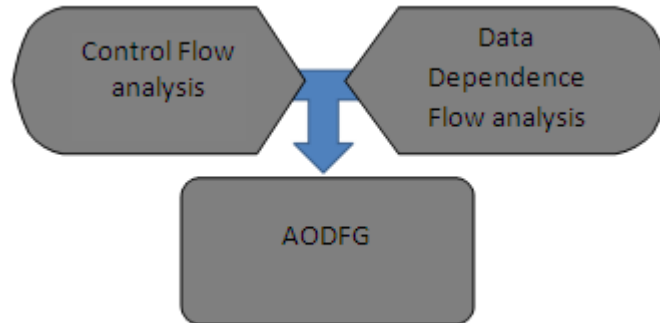 Control Flow
analysis
Data
Dependence
Flow analysis
AODFG